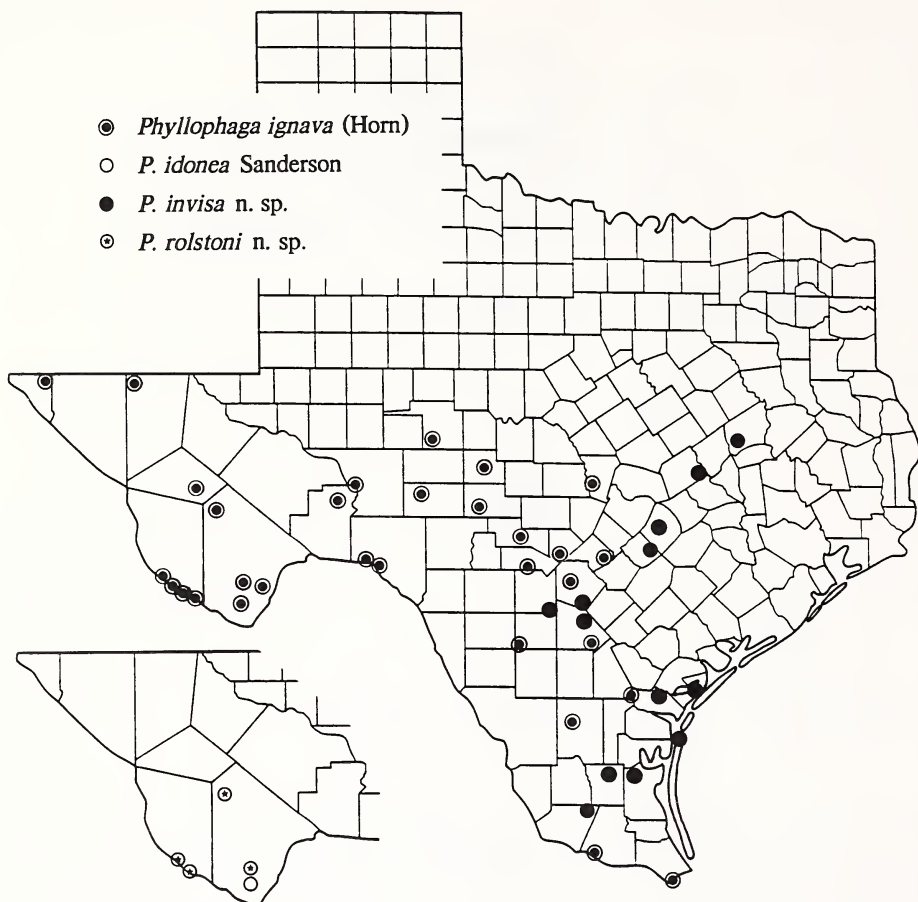 Phyllophaga ignava (Horn)
P. idonea Sanderson
P. invisa n. sp.
P. rolstoni n. sp.